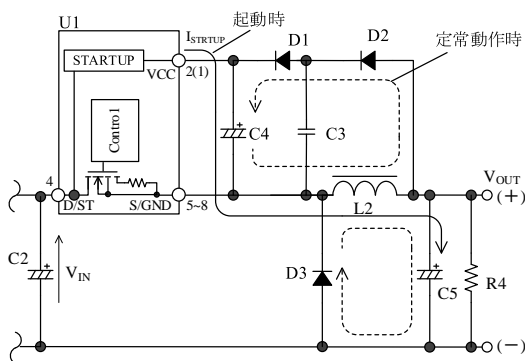 U1
ISTRTUP
起動時
D1
D2
定常動作時
STARTUP
VCC
2(1)
Control
C4
C3
4
D/ST
S/GND
5~8
L2
VOUT
(+)
C2
VIN
D3
C5
R4
(-)